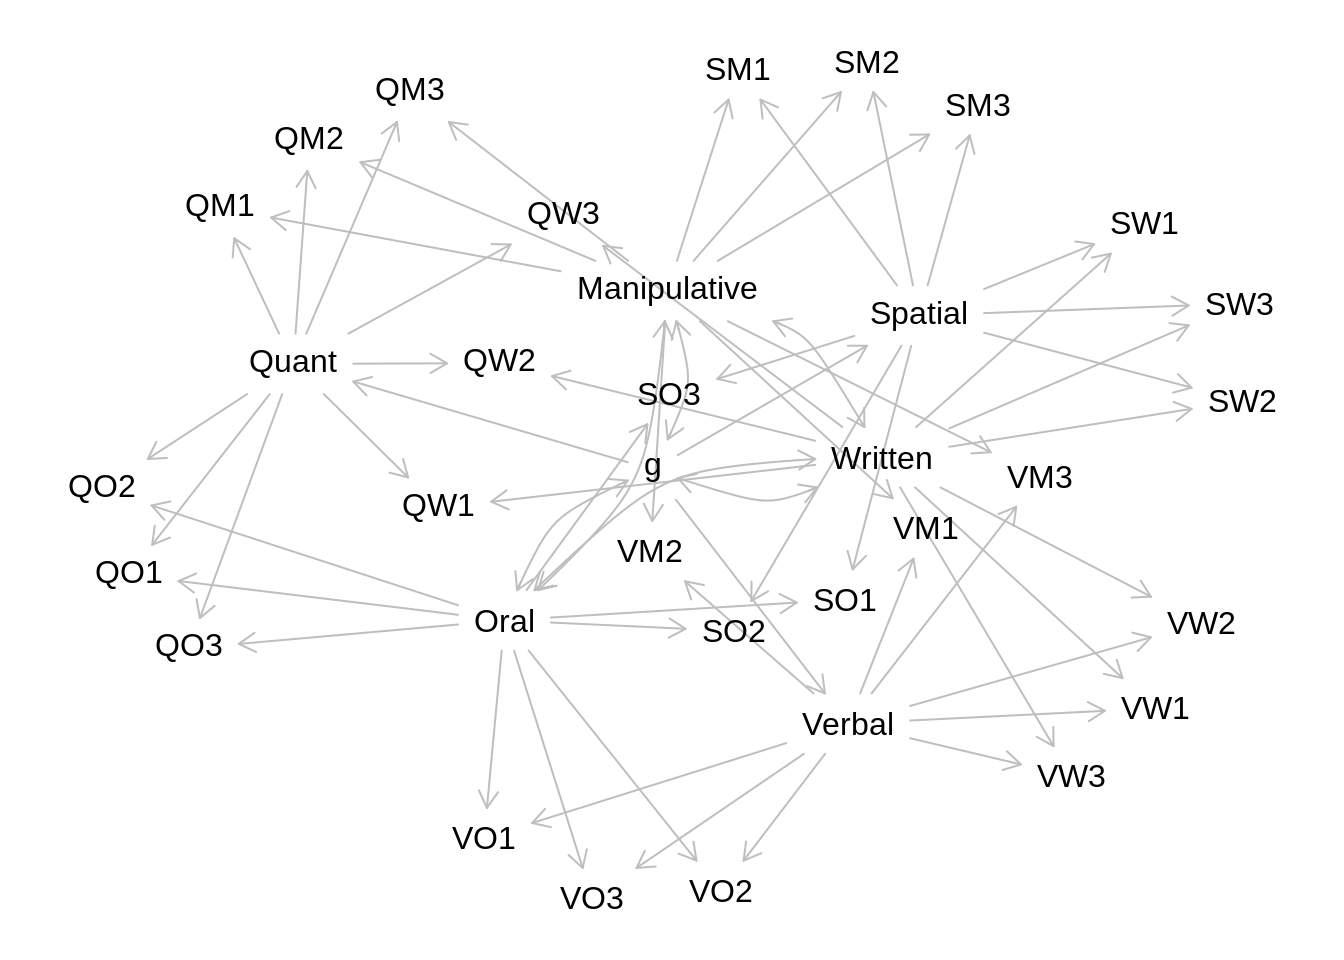 SM2
SM1
QM3
SM3
QM2
QM1
QW3
SW1
Manipulative
SW3
Spatial
QW2
Quant
SO3
SW2
Written
g
VM3
QO2
QW1
VM1
VM2
QO1
SO1
Oral
VW2
SO2
QO3
VW1
Verbal
VW3
VO1
VO2
VO3